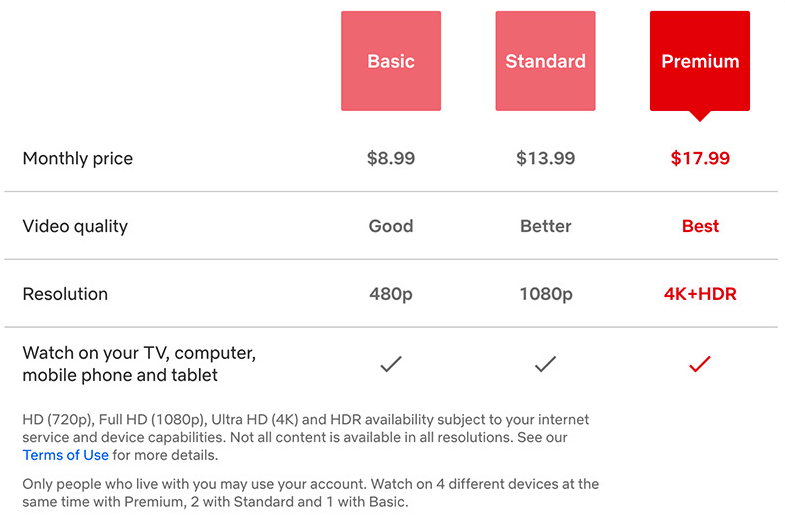 Basic Standard Premium
Monthly price $8.99 $13.99 $17.99
Video quality Good Better Best
Resolution 480p 1080p 4K+HDR
Watch on your TV, computer,
mobile phone and tablet
HD (720p), Full HD (1080p), Ultra HD (4K) and HDR availability subject to your internet
service and device capabilities. Not all content is available in all resolutions. See our
Terms of Use for more details.
Only people who live with you may use your account. Watch on 4 different devices at the
same time with Premium, 2 with Standard and 1 with Basic.